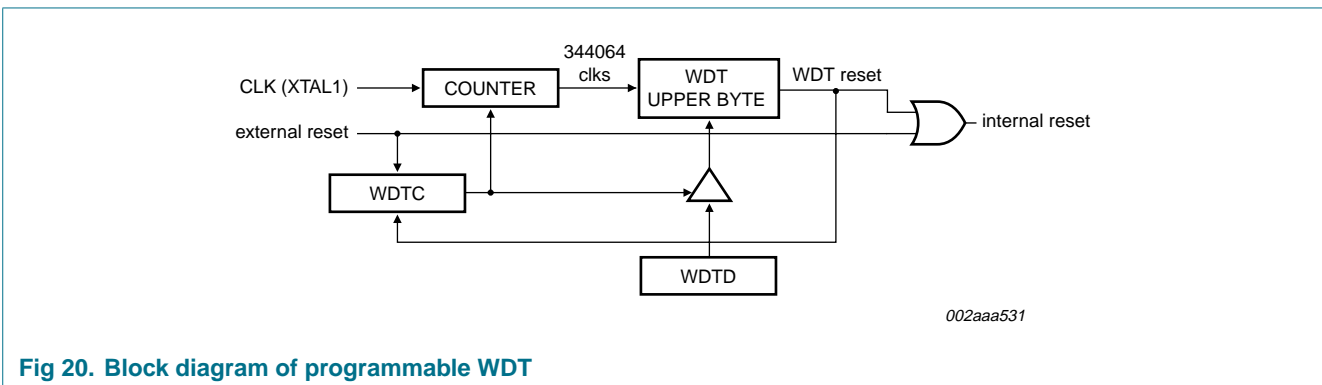 344064
clks
CLK (XTAL1)
COUNTER
WDT
UPPER BYTE
WDT reset
external reset
internal reset
WDTC
WDTD
002aaa531
Fig 20. Block diagram of programmable WDT